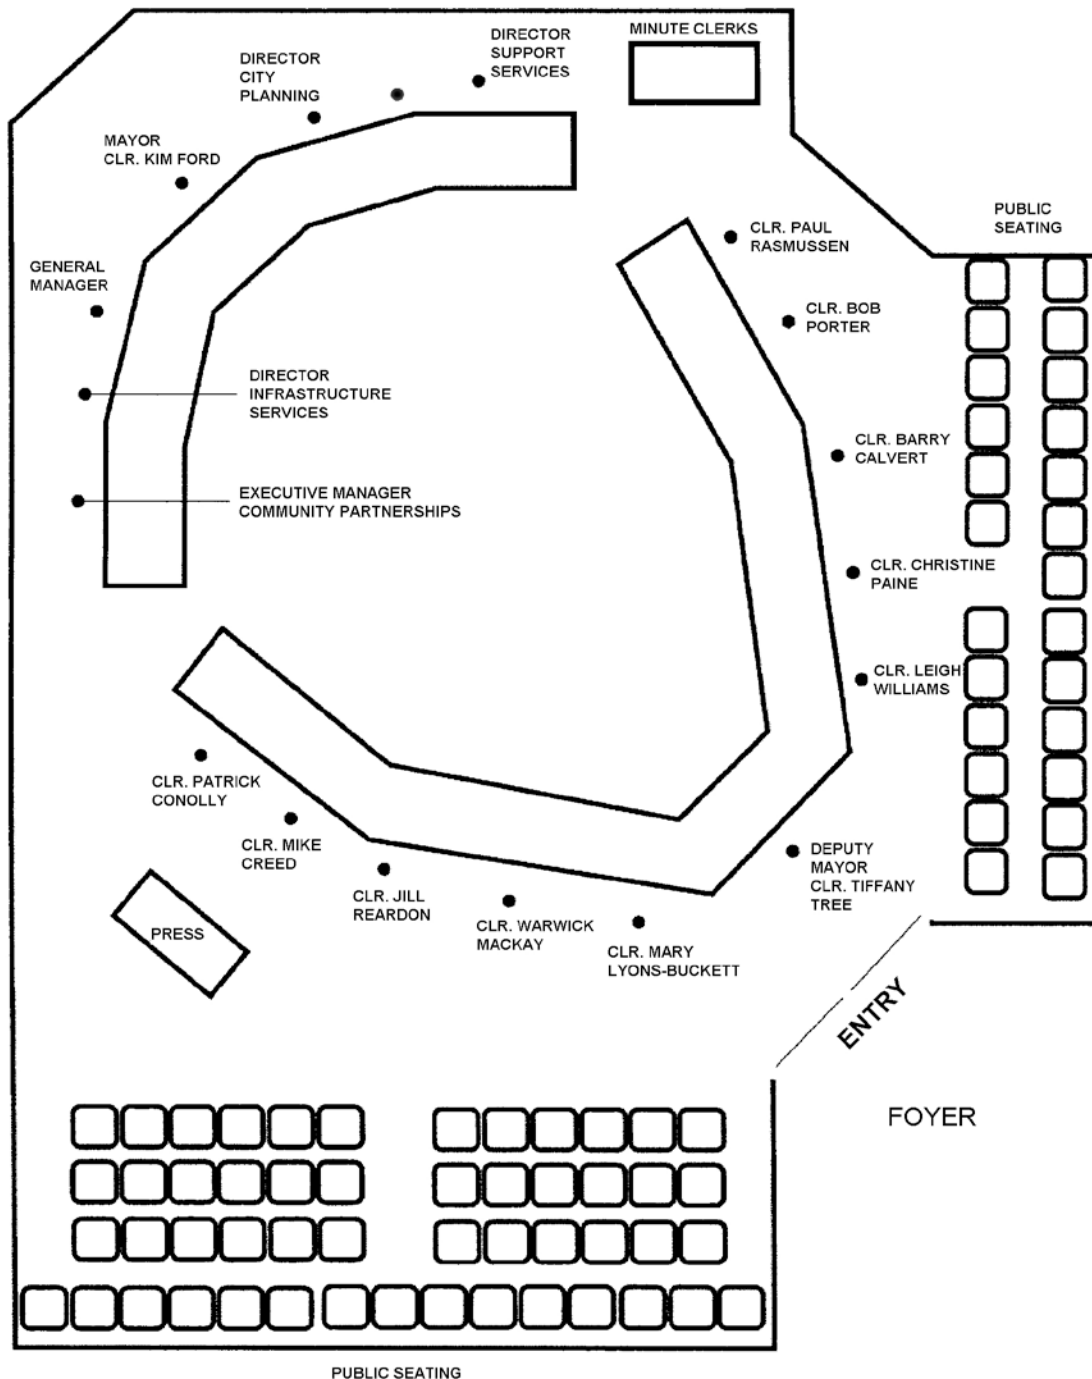 MINUTE CLERKS
DIRECTOR
SUPPORT
SERVICES
DIRECTOR
CITY
PLANNING
MAYOR
CLR. KIM FORD
GENERAL
MANAGER
DIRECTOR
INFRASTRUCTURE
SERVICES
EXECUTIVE MANAGER
COMMUNITY PARTNERSHIPS
CLR. PAUL
RASMUSSEN
PUBLIC
SEATING
CLR. BOB
PORTER
CLR. BARRY
CALVERT
CLR. CHRISTINE
PAINE
CLR. LEIGH
WILLIAMS
CLR. PATRICK
CONOLLY
CLR. MIKE
CREED
CLR. JILL
REARDON
CLR. WARWICK
MACKAY
CLR. MARY
LYONS-BUCKETT
DEPUTY
MAYOR
CLR. TIFFANY
TREE
PRESS
ENTRY
FOYER
PUBLIC SEATING